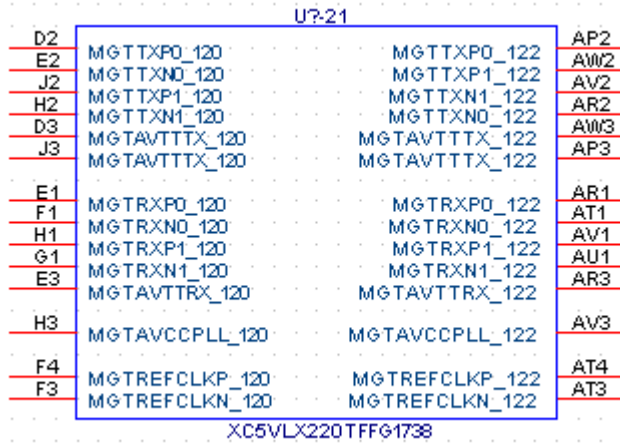 U?-21
D2 MGTTXP0_120 MGTTXP0_122 AP2
E2 MGTTXN0_120 MGTTXP1_122 AW2
J2 MGTTXP1_120 MGTTXN1_122 AV2
H2 MGTTXN1_120 MGTTXN0_122 AR2
D3 MGTAVTTTX_120 MGTAVTTTX_122 AW3
J3 MGTAVTTTX_120 MGTAVTTTX_122 AP3
E1 MGTRXP0_120 MGTRXP0_122 AR1
F1 MGTRXN0_120 MGTRXN0_122 AT1
H1 MGTRXP1_120 MGTRXP1_122 AV1
G1 MGTRXN1_120 MGTRXN1_122 AU1
E3 MGTAVTTRX_120 MGTAVTTRX_122 AR3
H3 MGTAVCCPLL_120 MGTAVCCPLL_122 AV3
F4 MGTREFCLKP_120 MGTREFCLKP_122 AT4
F3 MGTREFCLKN_120 MGTREFCLKN_122 AT3
XC5VLX220TFFG1738